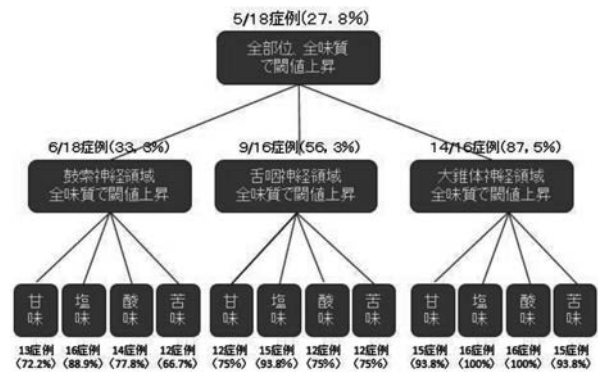 5/18症例(27.8%)
全部位、全味質
で閾値上昇
6/18症例(33,3%)
9/16症例(56,3%)
14/16症例(87,5%)
鼓索神経領域
全味質で閾値上昇
舌咽神経領域
全味質で閾値上昇
大錐体神経領域
全味質で閾値上昇
甘味
塩味
酸味
苦味
甘味
塩味
酸味
苦味
甘味
塩味
酸味
苦味
13症例 16症例 14症例 12症例 12症例 15症例 12症例 12症例 15症例 16症例 16症例 15症例
(72.2%) (88.9%) (77.8%) (66.7%) (75%) (93.8%) (75%) (75%) (93.8%) (100%) (100%) (93.8%)